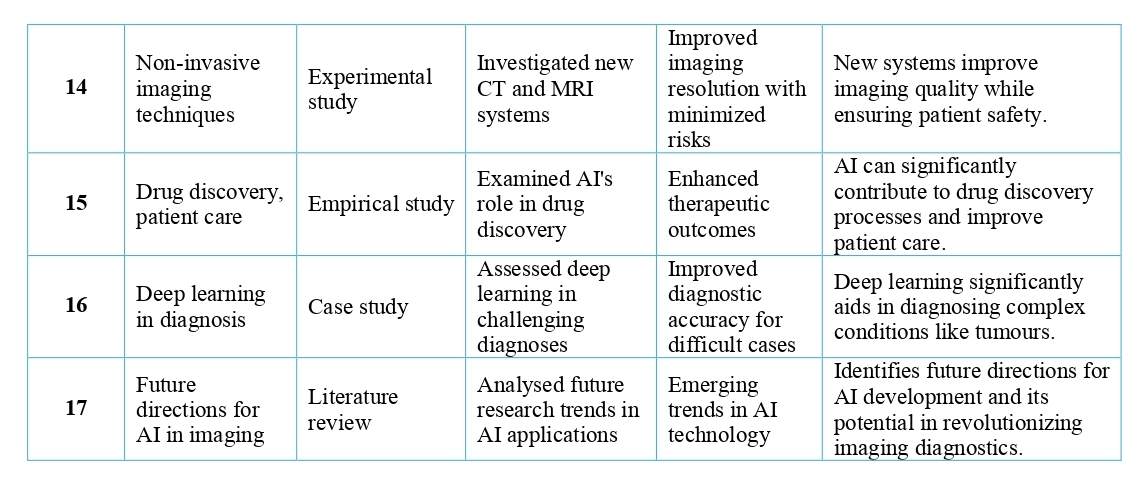 14
Non-invasive
imaging
techniques
Experimental
study
Investigated new
CT and MRI
systems
Improved
imaging
resolution with
minimized
risks
New systems improve
imaging quality while
ensuring patient safety.
15
Drug discovery,
patient care
Empirical study
Examined AI's
role in drug
discovery
Enhanced
therapeutic
outcomes
AI can significantly
contribute to drug discovery
processes and improve
patient care.
16
Deep learning
in diagnosis
Case study
Assessed deep
learning in
challenging
diagnoses
Improved
diagnostic
accuracy for
difficult cases
Deep learning significantly
aids in diagnosing complex
conditions like tumours.
17
Future
directions for
AI in imaging
Literature
review
Analysed future
research trends in
AI applications
Emerging
trends in AI
technology
Identifies future directions for
AI development and its
potential in revolutionizing
imaging diagnostics.